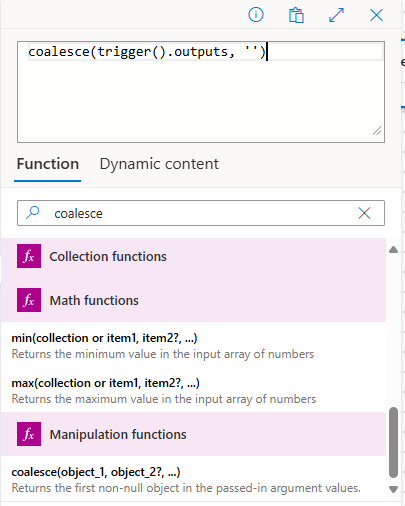 coalesce(trigger().outputs, '')
Function
Dynamic content
coalesce
fx Collection functions
fx Math functions
min(collection or item1, item2?, ...)
Returns the minimum value in the input array of numbers
max(collection or item1, item2?, ...)
Returns the maximum value in the input array of numbers
fx Manipulation functions
coalesce(object_1, object_2?, ...)
Returns the first non-null object in the passed-in argument values.